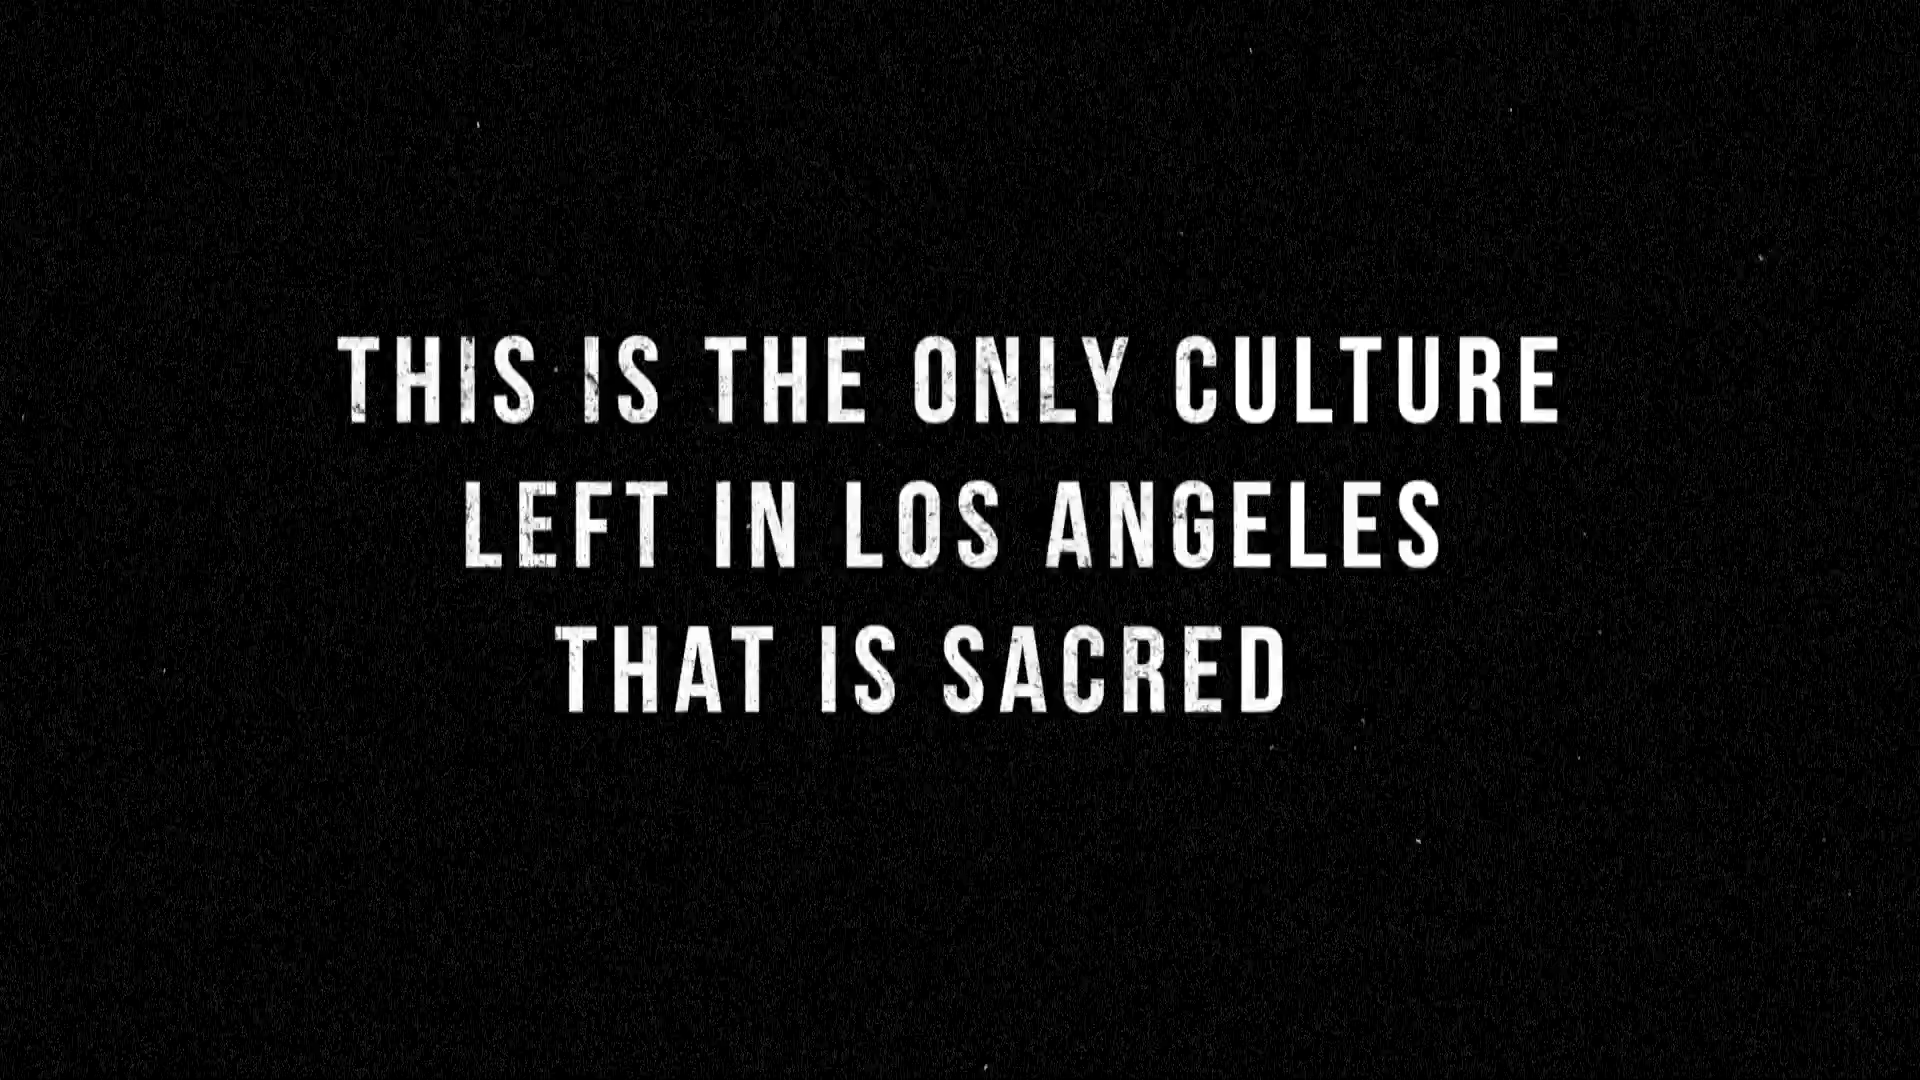 THIS IS THE ONLY CULTURE
LEFT IN LOS ANGELES
THAT IS SACRED